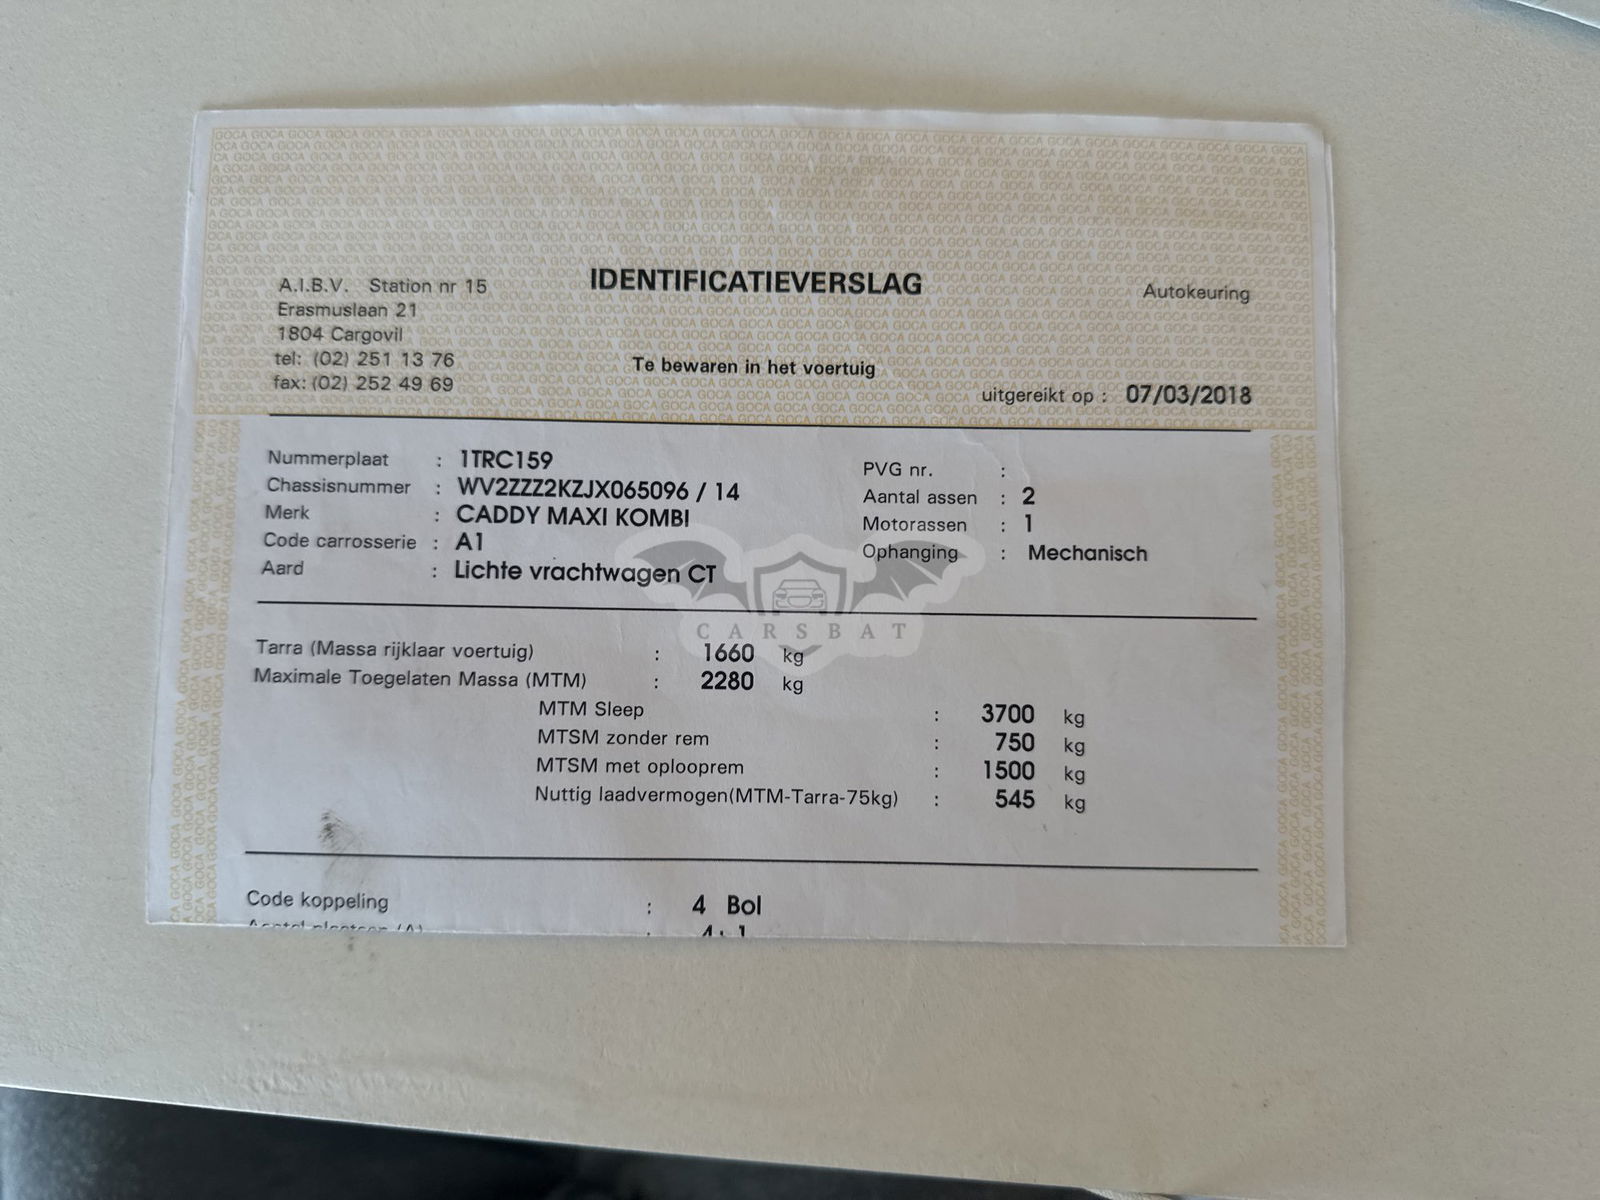 IDENTIFICATIEVERSLAG
A.I.B.V. Station nr 15
Autokeuring
Erasmuslaan 21
1804 Cargovil
tel: (02) 251 13 76
Te bewaren in het voertuig
fax: (02) 252 49 69
uitgereikt op : 07/03/2018
Nummerplaat : 1TRC159
Chassisnummer : WV2ZZZ2KZJX065096 / 14
Merk : CADDY MAXI KOMBI
Code carrosserie : A1
Aard : Lichte vrachtwagen CT
PVG nr. :
Aantal assen : 2
Motorassen : 1
Ophanging : Mechanisch
CARSBAT
Tarra (Massa rijklaar voertuig) : 1660 kg
Maximale Toegelaten Massa (MTM) : 2280 kg
MTM Sleep : 3700 kg
MTSM zonder rem : 750 kg
MTSM met oplooprem : 1500 kg
Nuttig laadvermogen(MTM-Tarra-75kg) : 545 kg
Code koppeling : 4 Bol